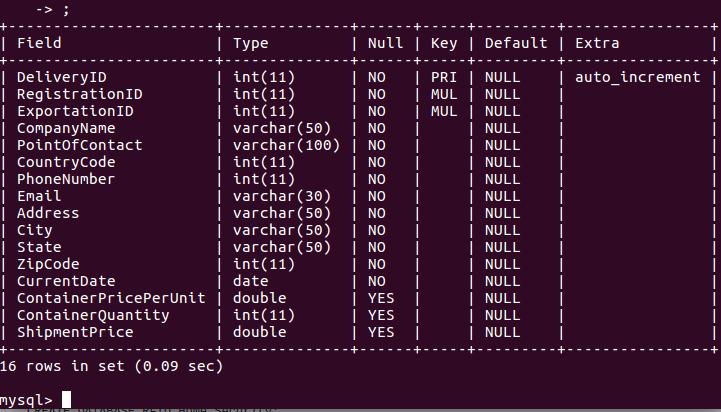 -> ;
+-----------------------+--------------+------+-----+---------+----------------+
| Field                 | Type         | Null | Key | Default | Extra          |
+-----------------------+--------------+------+-----+---------+----------------+
| DeliveryID            | int(11)      | NO   | PRI | NULL    | auto_increment |
| RegistrationID        | int(11)      | NO   | MUL | NULL    |                |
| ExportationID         | int(11)      | NO   | MUL | NULL    |                |
| CompanyName           | varchar(50)  | NO   |     | NULL    |                |
| PointOfContact        | varchar(100) | NO   |     | NULL    |                |
| CountryCode           | int(11)      | NO   |     | NULL    |                |
| PhoneNumber           | int(11)      | NO   |     | NULL    |                |
| Email                 | varchar(30)  | NO   |     | NULL    |                |
| Address               | varchar(50)  | NO   |     | NULL    |                |
| City                  | varchar(50)  | NO   |     | NULL    |                |
| State                 | varchar(50)  | NO   |     | NULL    |                |
| ZipCode               | int(11)      | NO   |     | NULL    |                |
| CurrentDate           | date         | NO   |     | NULL    |                |
| ContainerPricePerUnit | double       | YES  |     | NULL    |                |
| ContainerQuantity     | int(11)      | YES  |     | NULL    |                |
| ShipmentPrice         | double       | YES  |     | NULL    |                |
+-----------------------+--------------+------+-----+---------+----------------+
16 rows in set (0.09 sec)
mysql>